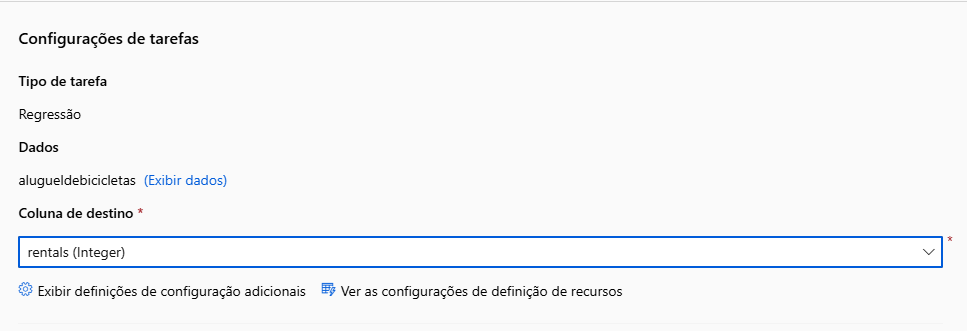 Configurações de tarefas
Tipo de tarefa
Regressão
Dados
alugueldebicicletas (Exibir dados)
Coluna de destino *
rentals (Integer)
*
Exibir definições de configuração adicionais Ver as configurações de definição de recursos